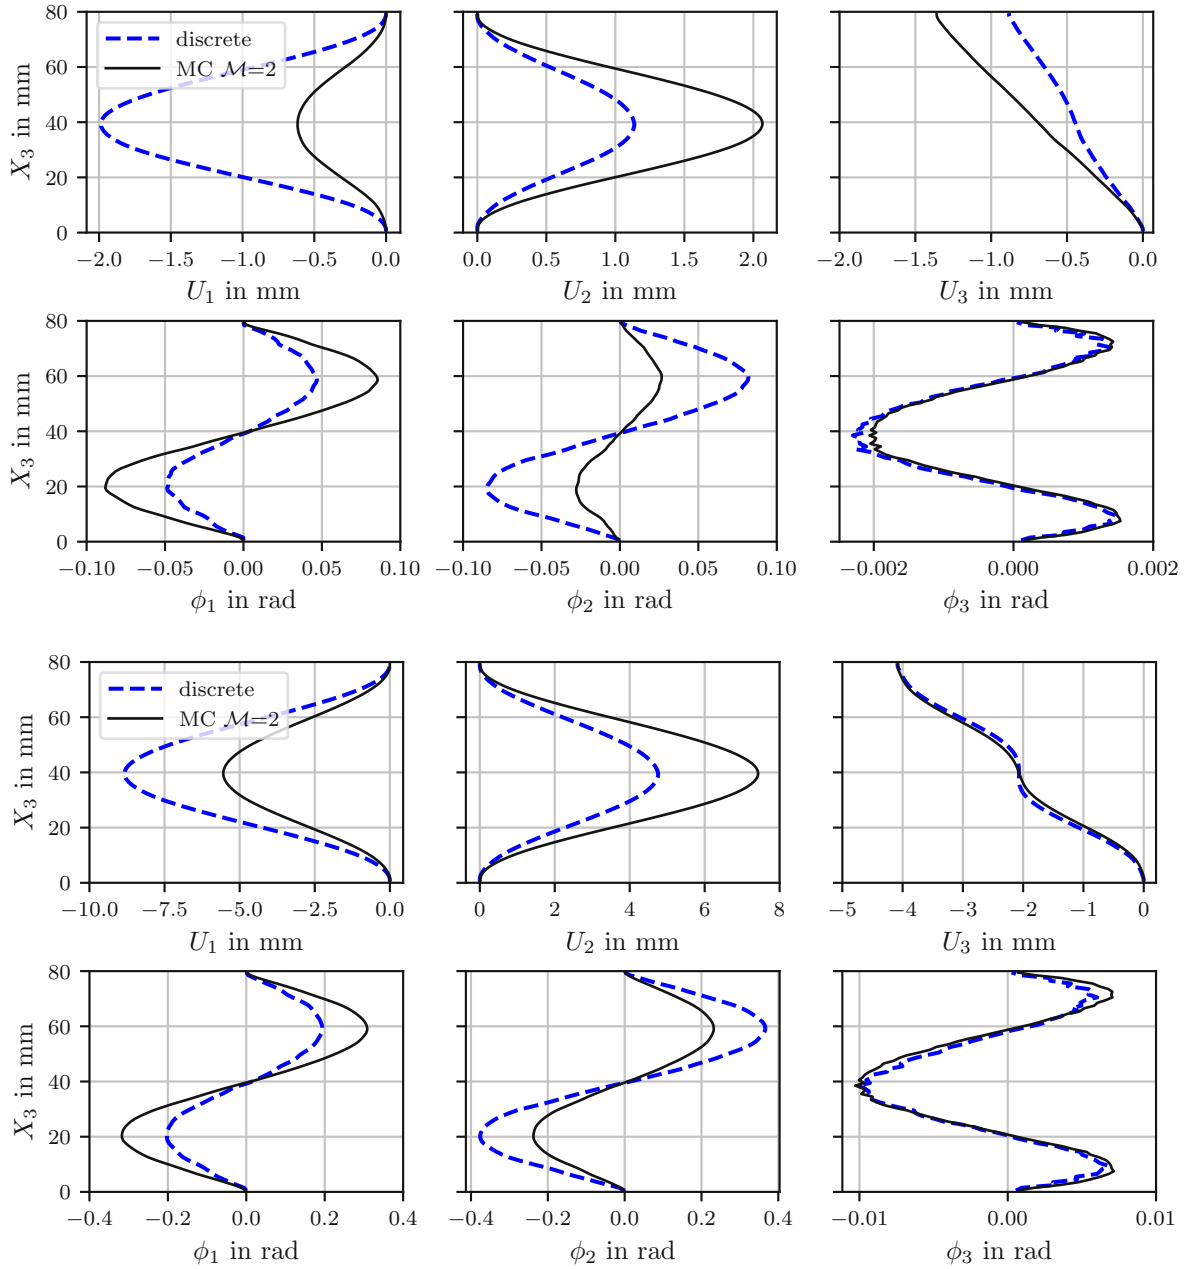 80
60
40
20
0
X₃ in mm
discrete
MC ℳ=2
−2.0 −1.5 −1.0 −0.5 0.0
U₁ in mm
0.0 0.5 1.0 1.5 2.0
U₂ in mm
−2.0 −1.5 −1.0 −0.5 0.0
U₃ in mm
80
60
40
20
0
X₃ in mm
−0.10 −0.05 0.00 0.05 0.10
ϕ₁ in rad
−0.10 −0.05 0.00 0.05 0.10
ϕ₂ in rad
−0.002 0.000 0.002
ϕ₃ in rad
80
60
40
20
0
X₃ in mm
discrete
MC ℳ=2
−10.0 −7.5 −5.0 −2.5 0.0
U₁ in mm
0 2 4 6 8
U₂ in mm
−5 −4 −3 −2 −1 0
U₃ in mm
80
60
40
20
0
X₃ in mm
−0.4 −0.2 0.0 0.2 0.4
ϕ₁ in rad
−0.4 −0.2 0.0 0.2 0.4
ϕ₂ in rad
−0.01 0.00 0.01
ϕ₃ in rad